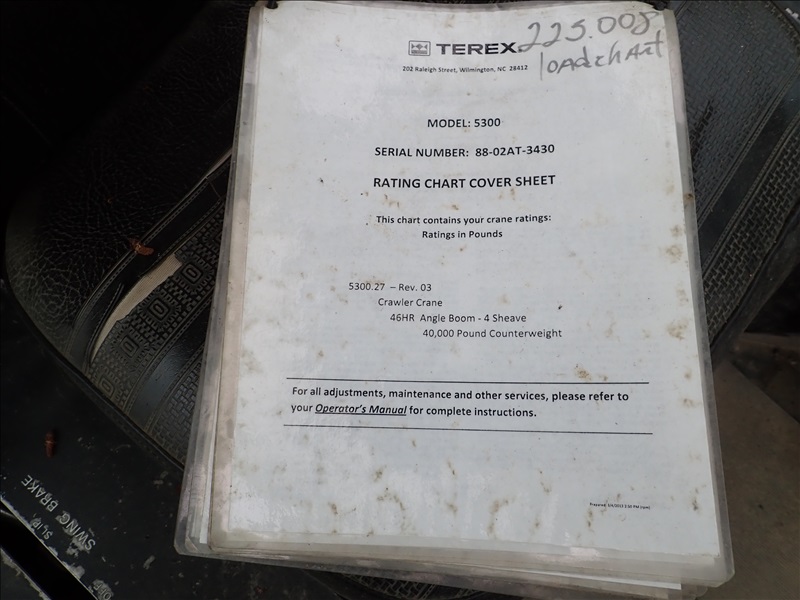 TEREX
225.008
loadchart
202 Raleigh Street, Wilmington, NC 28412
MODEL: 5300
SERIAL NUMBER: 88-02AT-3430
RATING CHART COVER SHEET
This chart contains your crane ratings:
Ratings in Pounds
5300.27 – Rev. 03
Crawler Crane
46HR Angle Boom - 4 Sheave
40,000 Pound Counterweight
For all adjustments, maintenance and other services, please refer to
your Operator's Manual for complete instructions.
SWING BRAKE